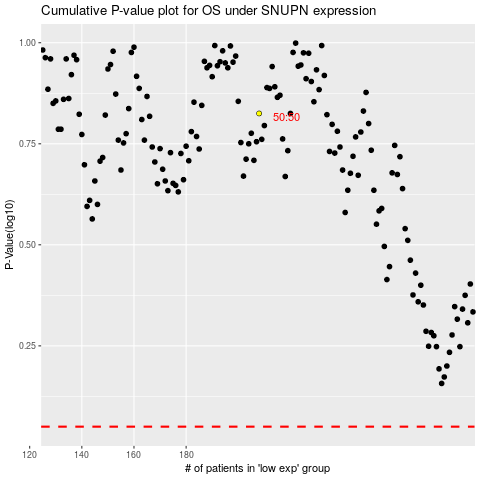 Cumulative P-value plot for OS under SNUPN expression
1.00
0.75
0.50
0.25
P-Value(log10)
50:50
120 140 160 180
# of patients in 'low exp' group